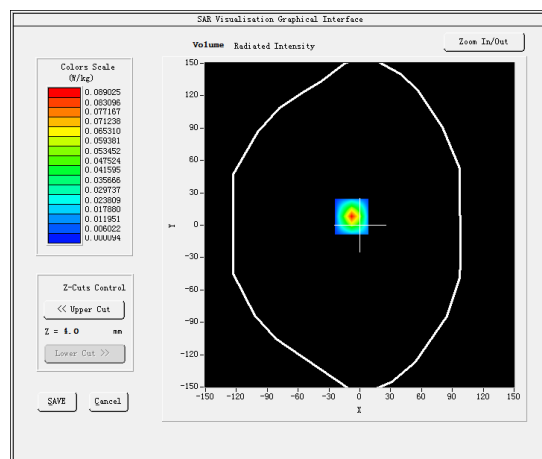 SAR Visualisation Graphical Interface
Volume Radiated Intensity
Zoom In/Out
Colors Scale
(W/kg)
0.089025
0.083096
0.077167
0.071238
0.065310
0.059381
0.053452
0.047524
0.041595
0.035666
0.029737
0.023809
0.017880
0.011951
0.006022
0.000094
Z-Cuts Control
<< Upper Cut
Z = 4.0 mm
Lower Cut >>
SAVE Cancel
150
120
90
60
30
0
-30
-60
-90
-120
-150
Y
-150 -120 -90 -60 -30 0 30 60 90 120 150
X